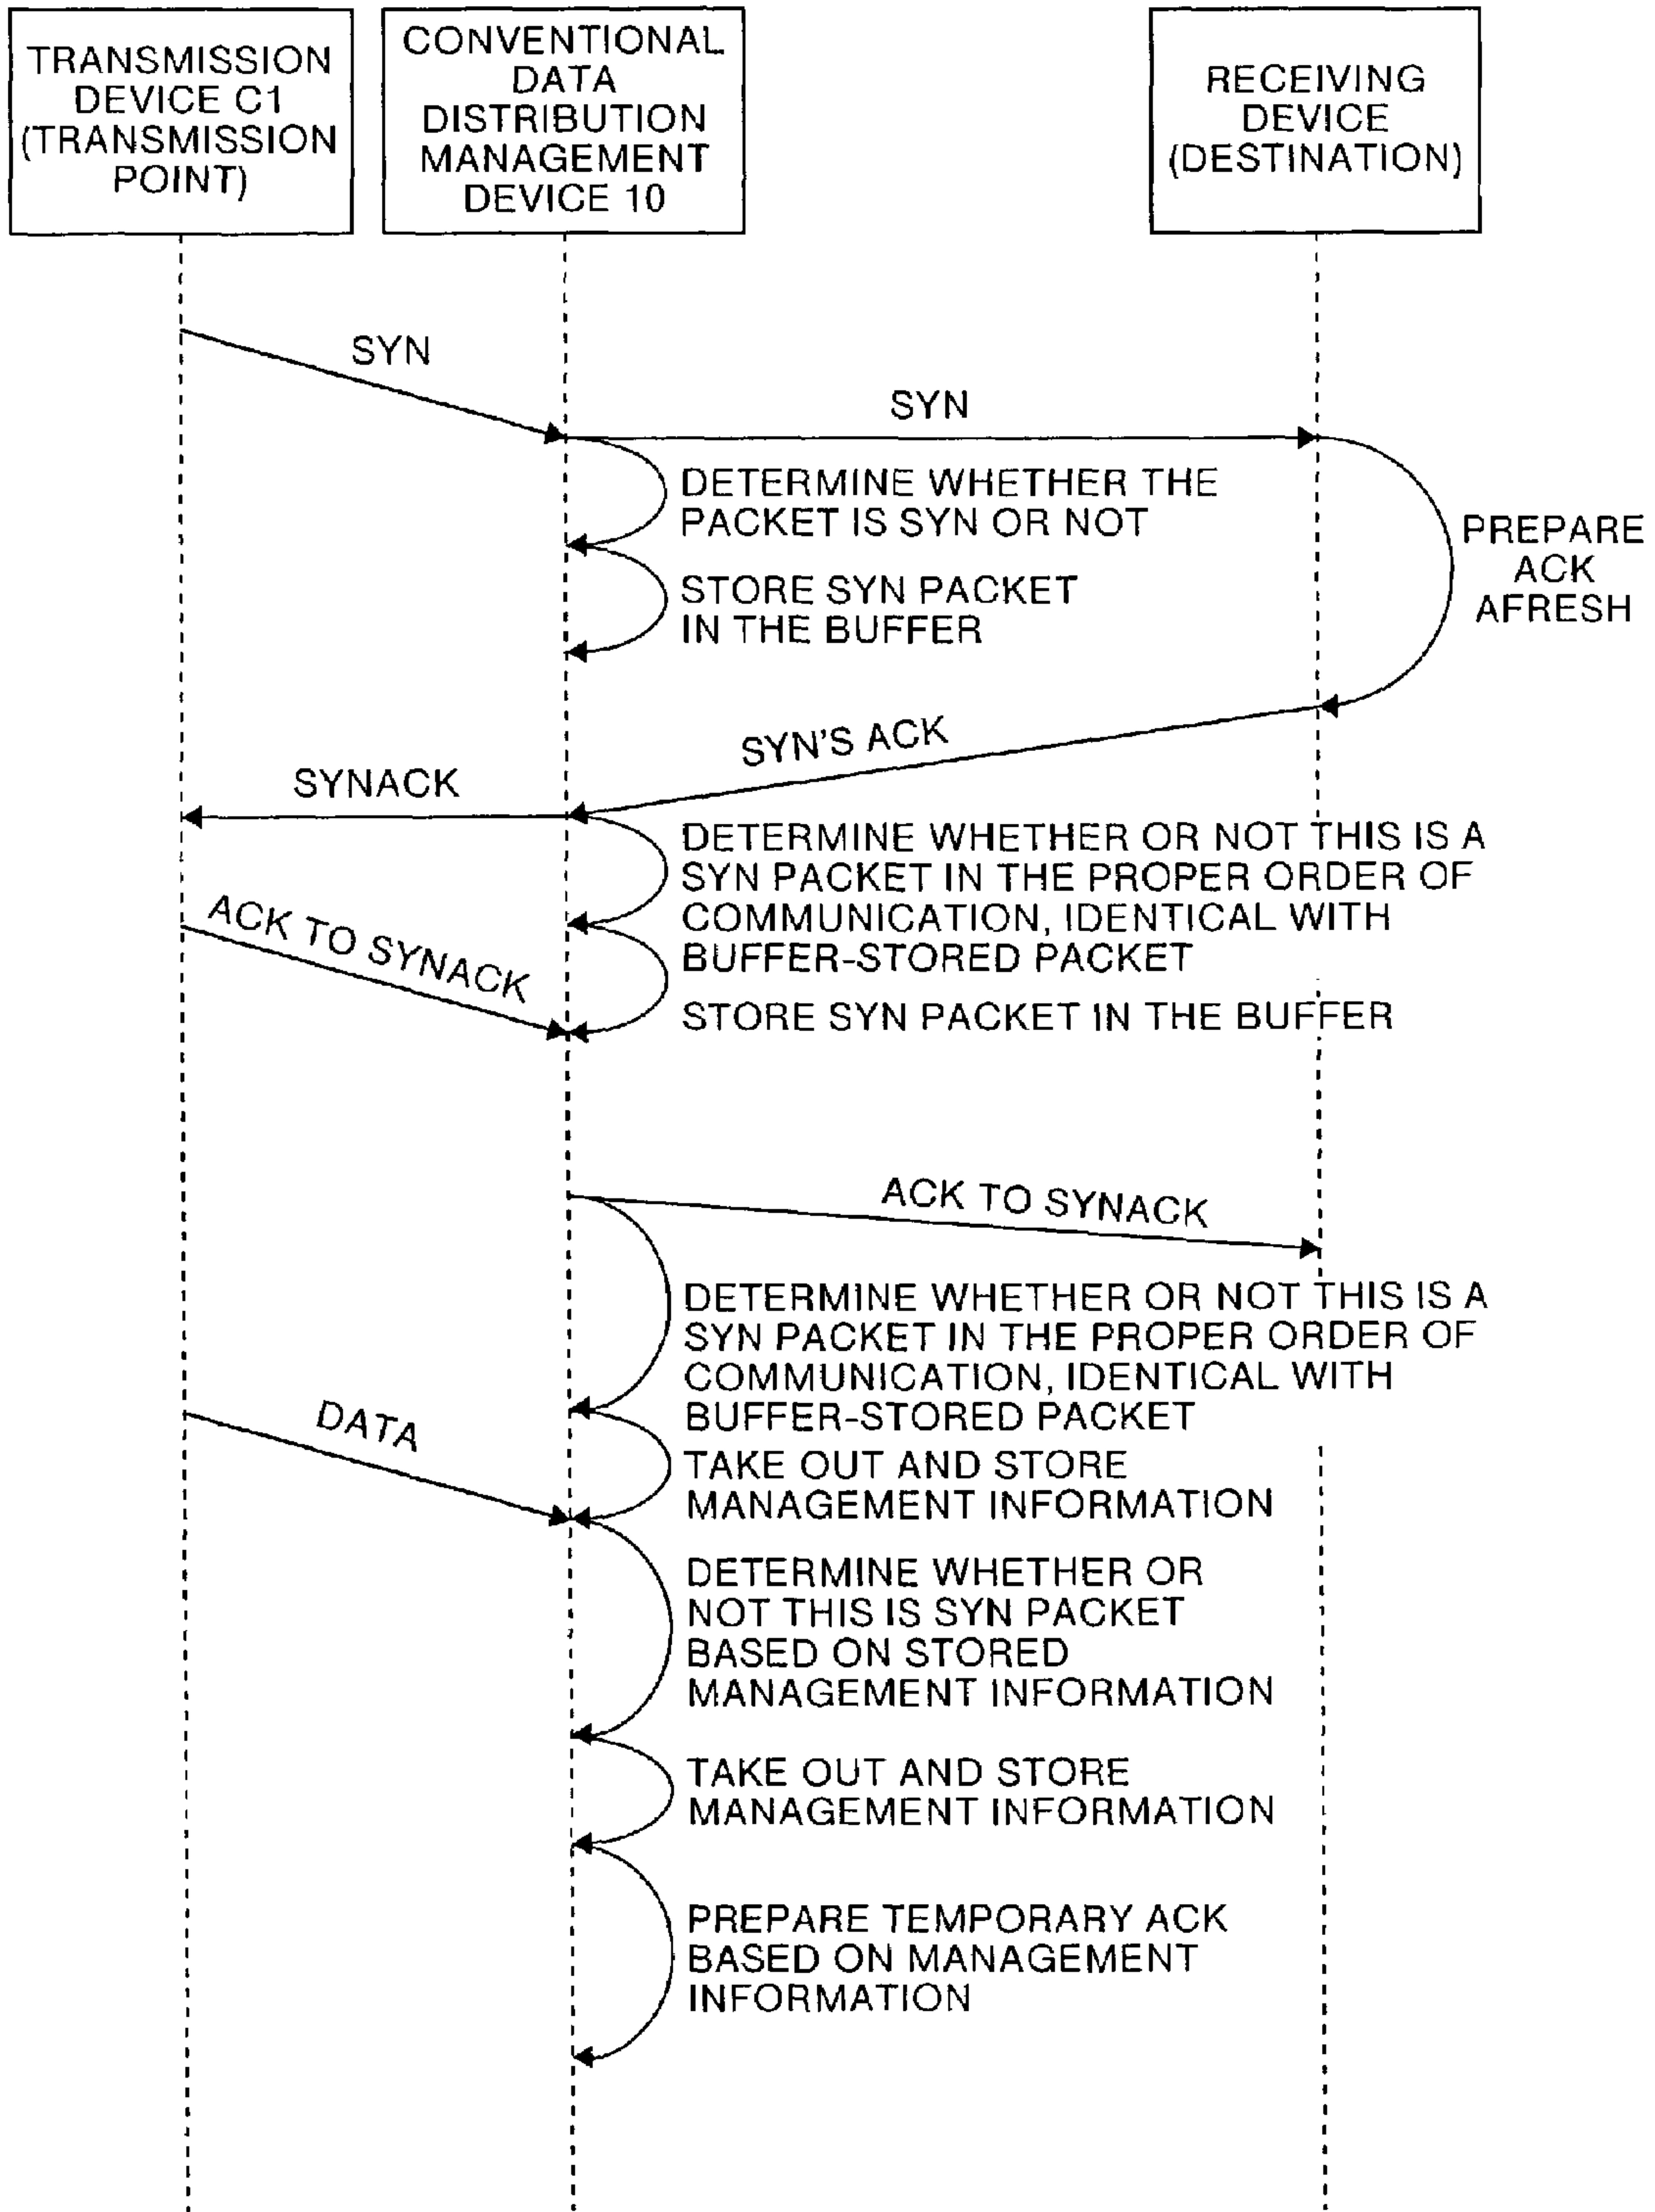 TRANSMISSION
DEVICE C1
(TRANSMISSION
POINT)
CONVENTIONAL
DATA
DISTRIBUTION
MANAGEMENT
DEVICE 10
RECEIVING
DEVICE
(DESTINATION)
SYN
SYN
DETERMINE WHETHER THE
PACKET IS SYN OR NOT
PREPARE
ACK
AFRESH
STORE SYN PACKET
IN THE BUFFER
SYN'S ACK
SYNACK
DETERMINE WHETHER OR NOT THIS IS A
SYN PACKET IN THE PROPER ORDER OF
COMMUNICATION, IDENTICAL WITH
BUFFER-STORED PACKET
ACK TO SYNACK
STORE SYN PACKET IN THE BUFFER
ACK TO SYNACK
DETERMINE WHETHER OR NOT THIS IS A
SYN PACKET IN THE PROPER ORDER OF
COMMUNICATION, IDENTICAL WITH
BUFFER-STORED PACKET
DATA
TAKE OUT AND STORE
MANAGEMENT INFORMATION
DETERMINE WHETHER OR
NOT THIS IS SYN PACKET
BASED ON STORED
MANAGEMENT INFORMATION
TAKE OUT AND STORE
MANAGEMENT INFORMATION
PREPARE TEMPORARY ACK
BASED ON MANAGEMENT
INFORMATION